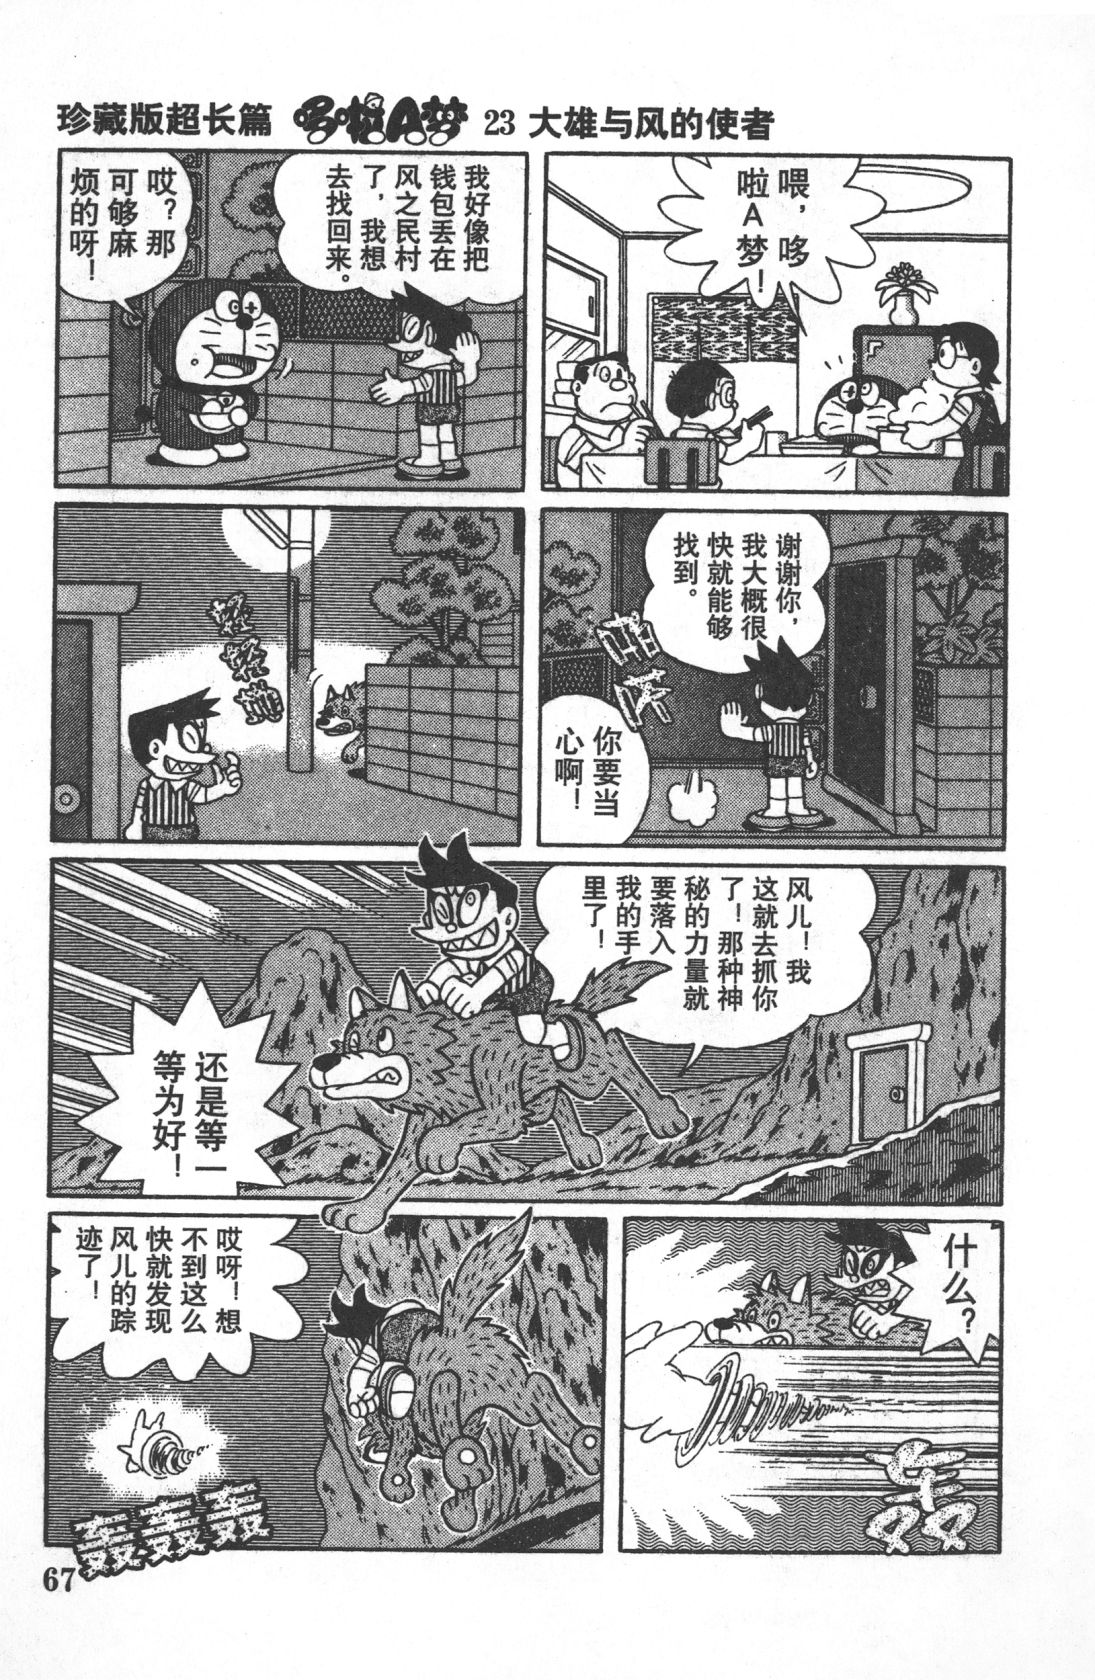 珍藏版超长篇 哆啦A梦 23 大雄与风的使者
喂，哆
啦A梦！
我好像把
钱包丢在
风之民村
了，我想
去找回来。
哎？那
可够麻
烦的呀！
谢谢你，
我大概很
快就能够
找到。
你要当
心啊！
风儿！我
这就去抓你
了！那种神
秘的力量就
要落入
我的手
里了！
还是等一
等为好！
什么？
轰
哎呀！想
不到这么
快就发现
风儿的踪
迹了！
轰轰轰
67